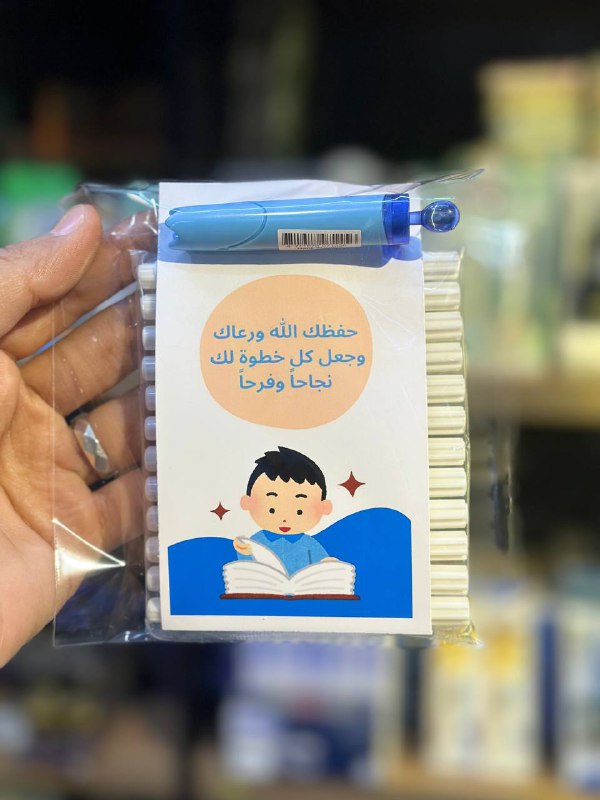 حفظك الله ورعاك
وجعل كل خطوة لك
نجاحاً وفرحاً